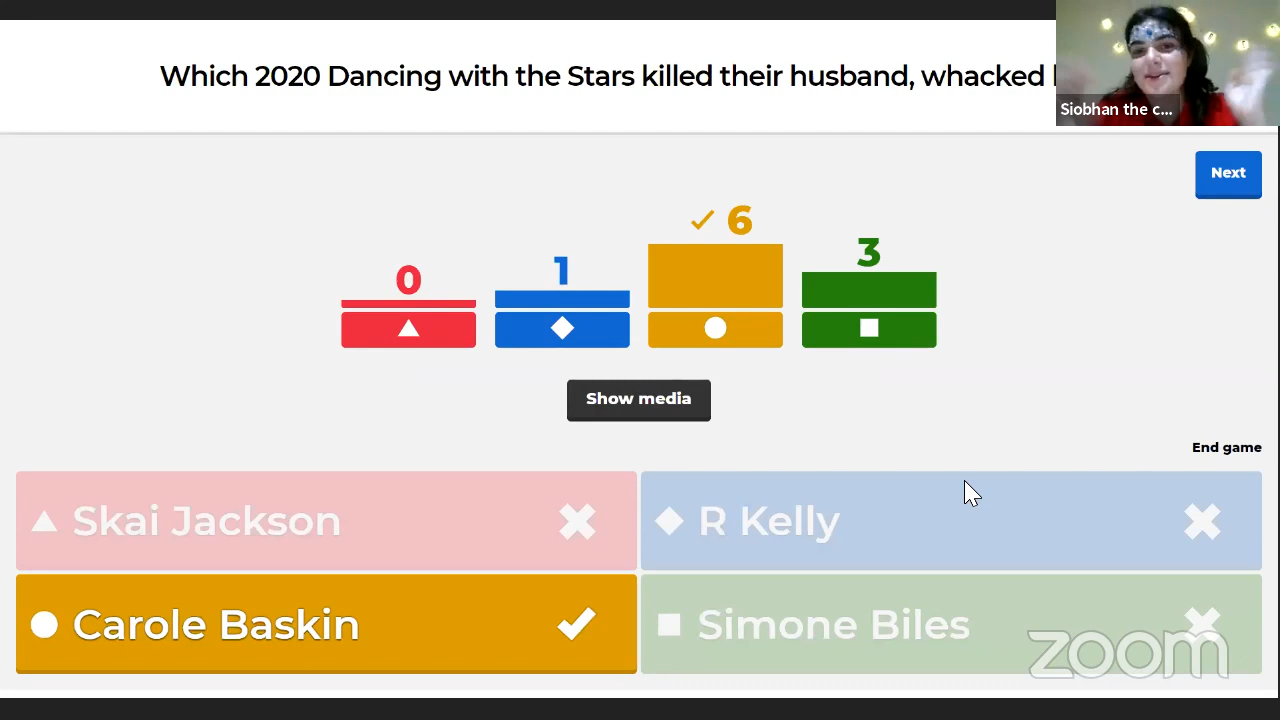 Which 2020 Dancing with the Stars killed their husband, whacked
Siobhan the c...
Next
0
1
6
3
Show media
End game
Skai Jackson
R Kelly
Carole Baskin
Simone Biles
zoom